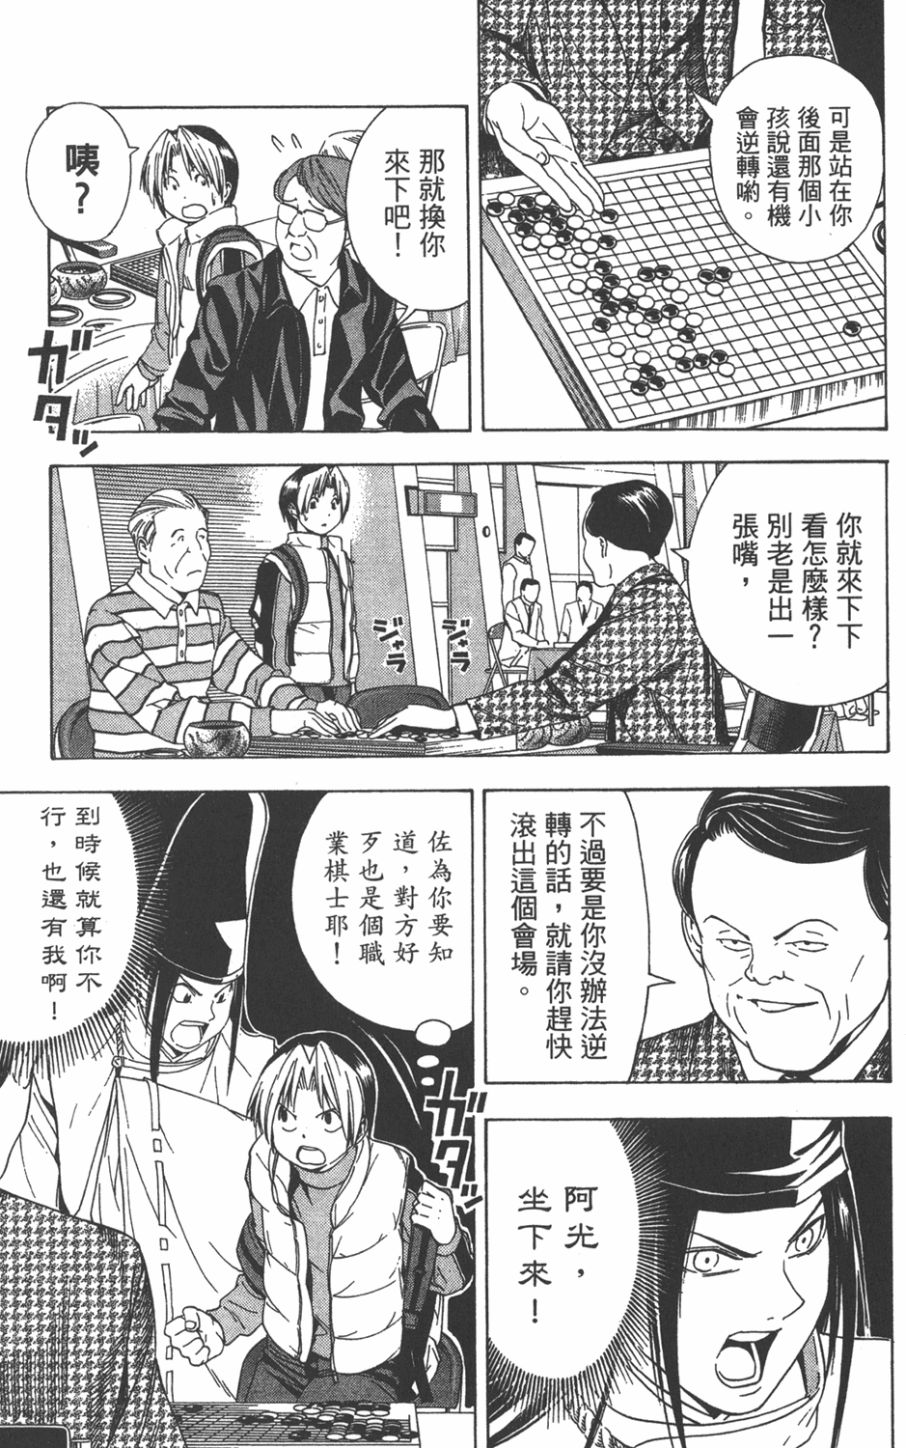 可是站在你
後面那個小
孩說還有機
會逆轉喲。
那就換你
來下吧！
咦？
ガタッ
你就來下下
看怎麼樣？
別老是出一
張嘴，
ジャラ
ジャラ
不過要是你沒辦法逆
轉的話，就請你趕快
滾出這個會場。
阿光，
坐下來！
佐為你要知
道，對方好
歹也是個職
業棋士耶！
ガタッ
到時候就算你不
行，也還有我啊！